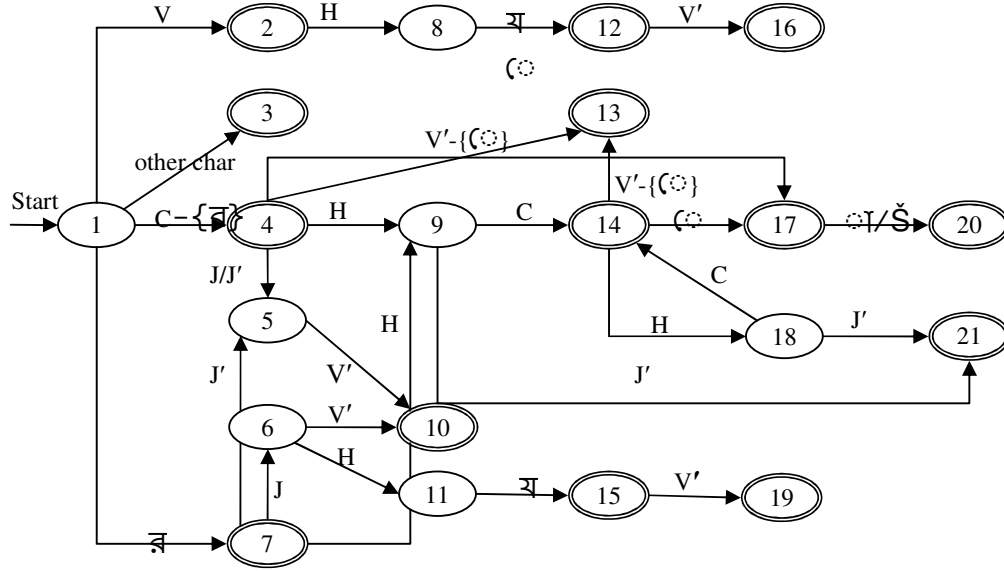 V
2
H
8
য
12
V′
16
ে
3
13
V′-{ে}
other char
V′-{ে}
Start
1
C–{র}
4
H
9
C
14
ে
17
া/Š
20
J/J′
C
5
H
H
18
J′
21
J′
V′
J′
6
V′
10
H
J
11
য
15
V′
19
র
7